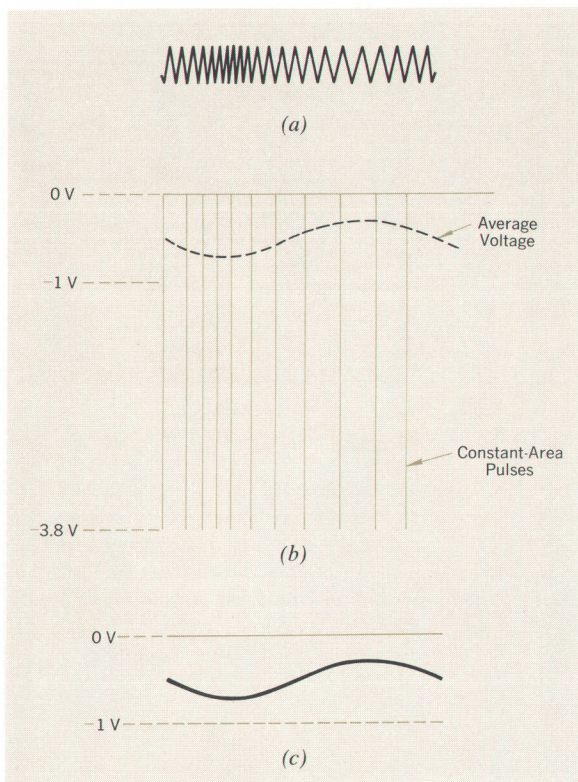 (a)
0 V
Average
Voltage
−1 V
Constant-Area
Pulses
−3.8 V
(b)
0 V
−1 V
(c)